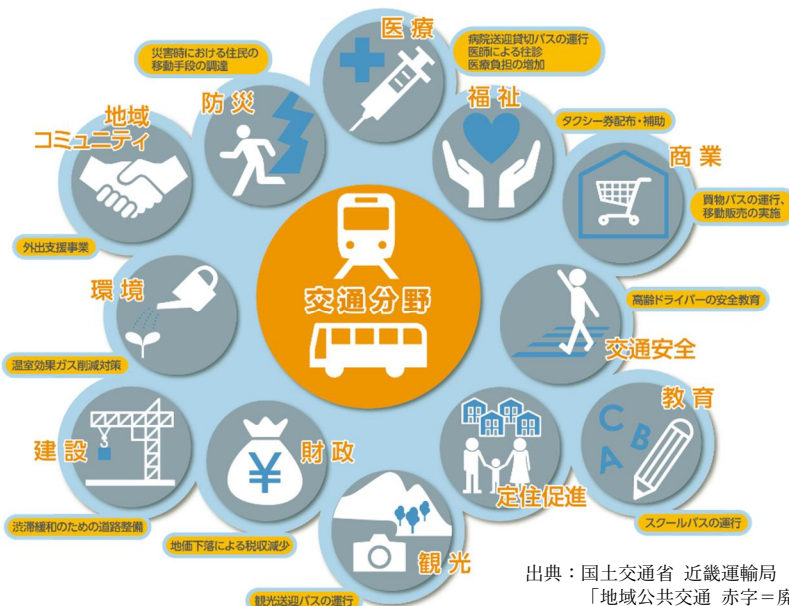 医療
病院送迎貸切バスの運行
医師による往診
医療負担の増加
災害時における住民の
移動手段の調達
防災
福祉
地域
コミュニティ
タクシー券配布・補助
商業
買物バスの運行、
移動販売の実施
外出支援事業
環境
交通分野
高齢ドライバーの安全教育
交通安全
温室効果ガス削減対策
教育
C
B
A
建設
¥
財政
定住促進
渋滞緩和のための道路整備
地価下落による税収減少
スクールバスの運行
観光
観光送迎バスの運行
出典：国土交通省 近畿運輸局
「地域公共交通 赤字＝廃